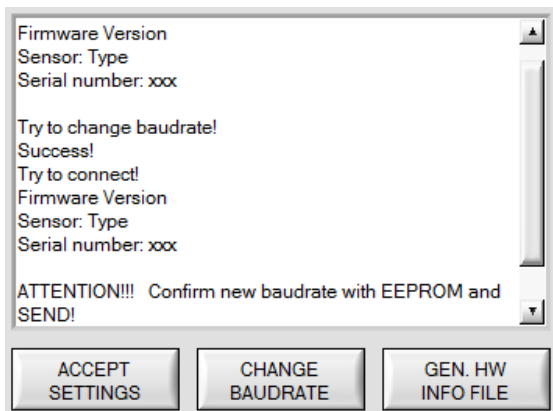 Firmware Version
Sensor: Type
Serial number: xxx

Try to change baudrate!
Success!
Try to connect!
Firmware Version
Sensor: Type
Serial number: xxx

ATTENTION!!!   Confirm new baudrate with EEPROM and
SEND!
ACCEPT
SETTINGS
CHANGE
BAUDRATE
GEN. HW
INFO FILE